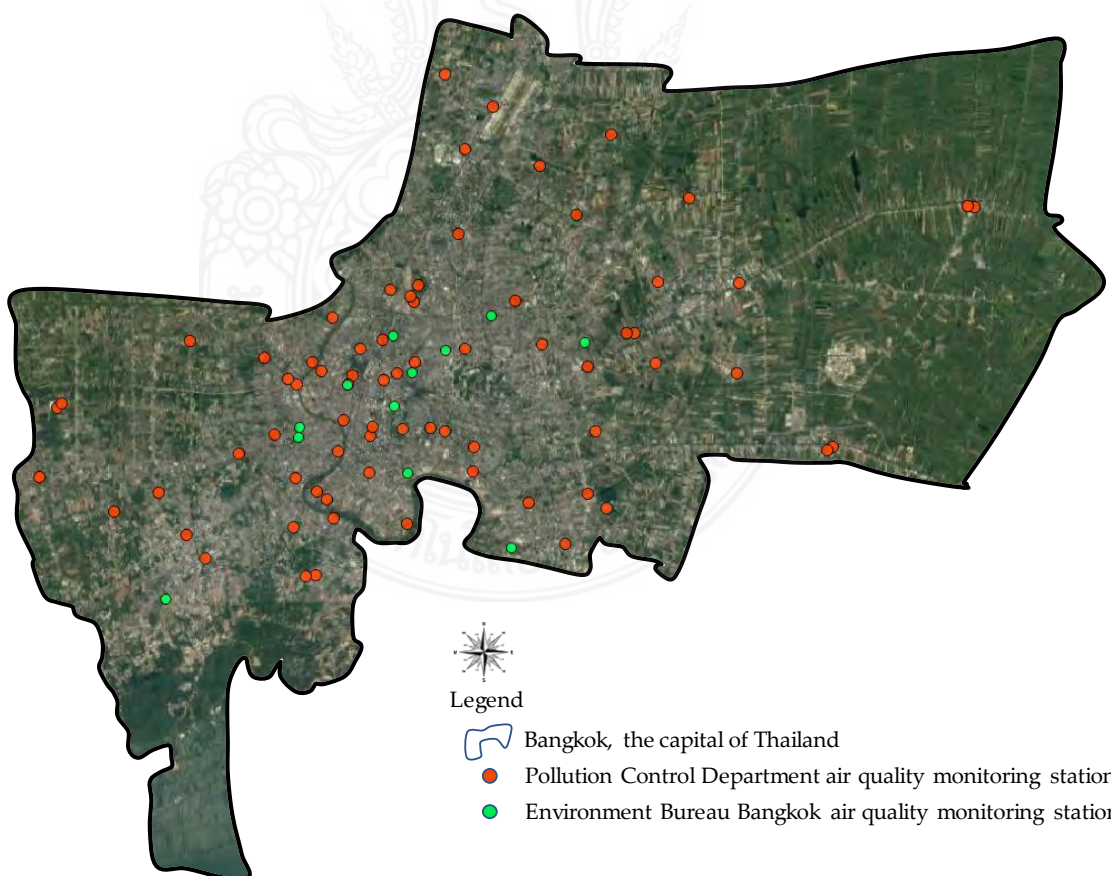 N
W
E
S
Legend
Bangkok, the capital of Thailand
Pollution Control Department air quality monitoring station
Environment Bureau Bangkok air quality monitoring station